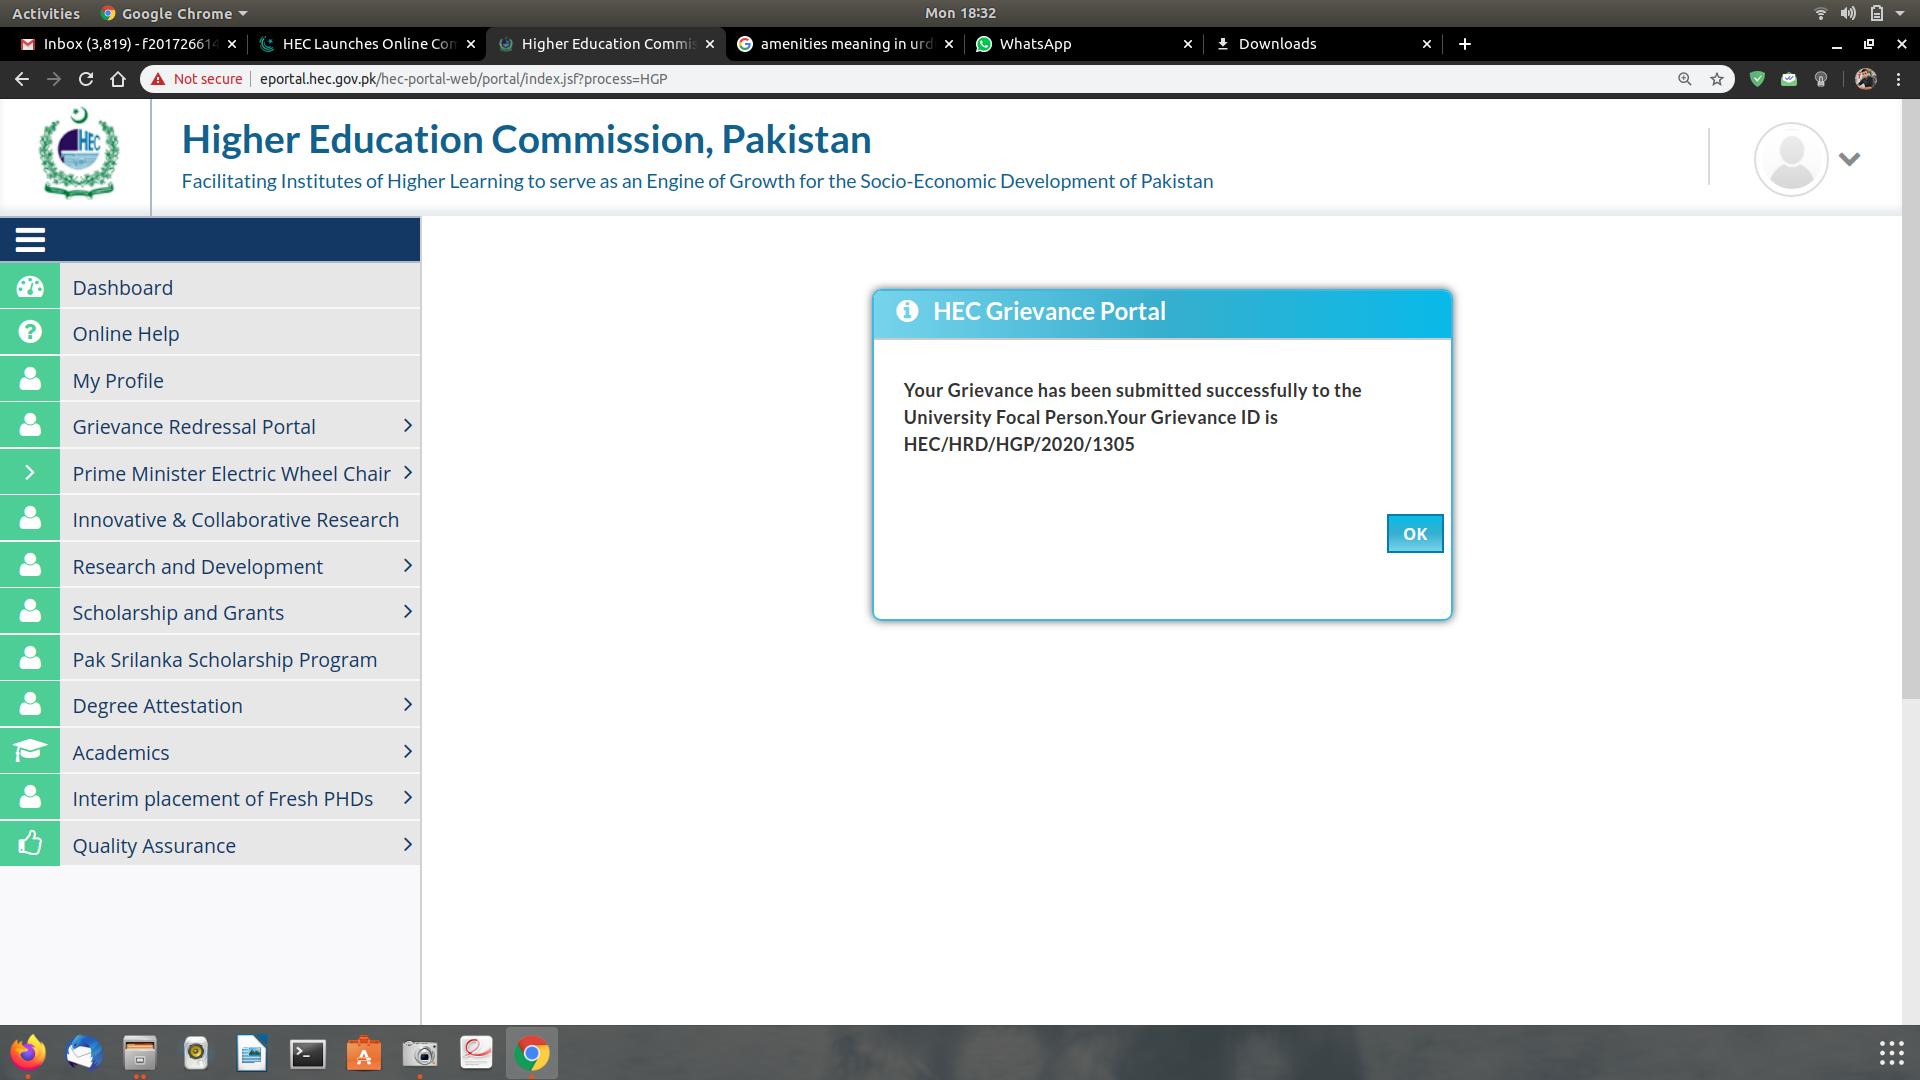 Activities
Google Chrome
Mon 18:32
Inbox (3,819) - f20172661
HEC Launches Online Com
Higher Education Commis
amenities meaning in urd
WhatsApp
Downloads
Not secure
eportal.hec.gov.pk/hec-portal-web/portal/index.jsf?process=HGP
HEC
Higher Education Commission, Pakistan
Facilitating Institutes of Higher Learning to serve as an Engine of Growth for the Socio-Economic Development of Pakistan
Dashboard
Online Help
My Profile
Grievance Redressal Portal
Prime Minister Electric Wheel Chair
Innovative & Collaborative Research
Research and Development
Scholarship and Grants
Pak Srilanka Scholarship Program
Degree Attestation
Academics
Interim placement of Fresh PHDs
Quality Assurance
HEC Grievance Portal
Your Grievance has been submitted successfully to the
University Focal Person.Your Grievance ID is
HEC/HRD/HGP/2020/1305
OK